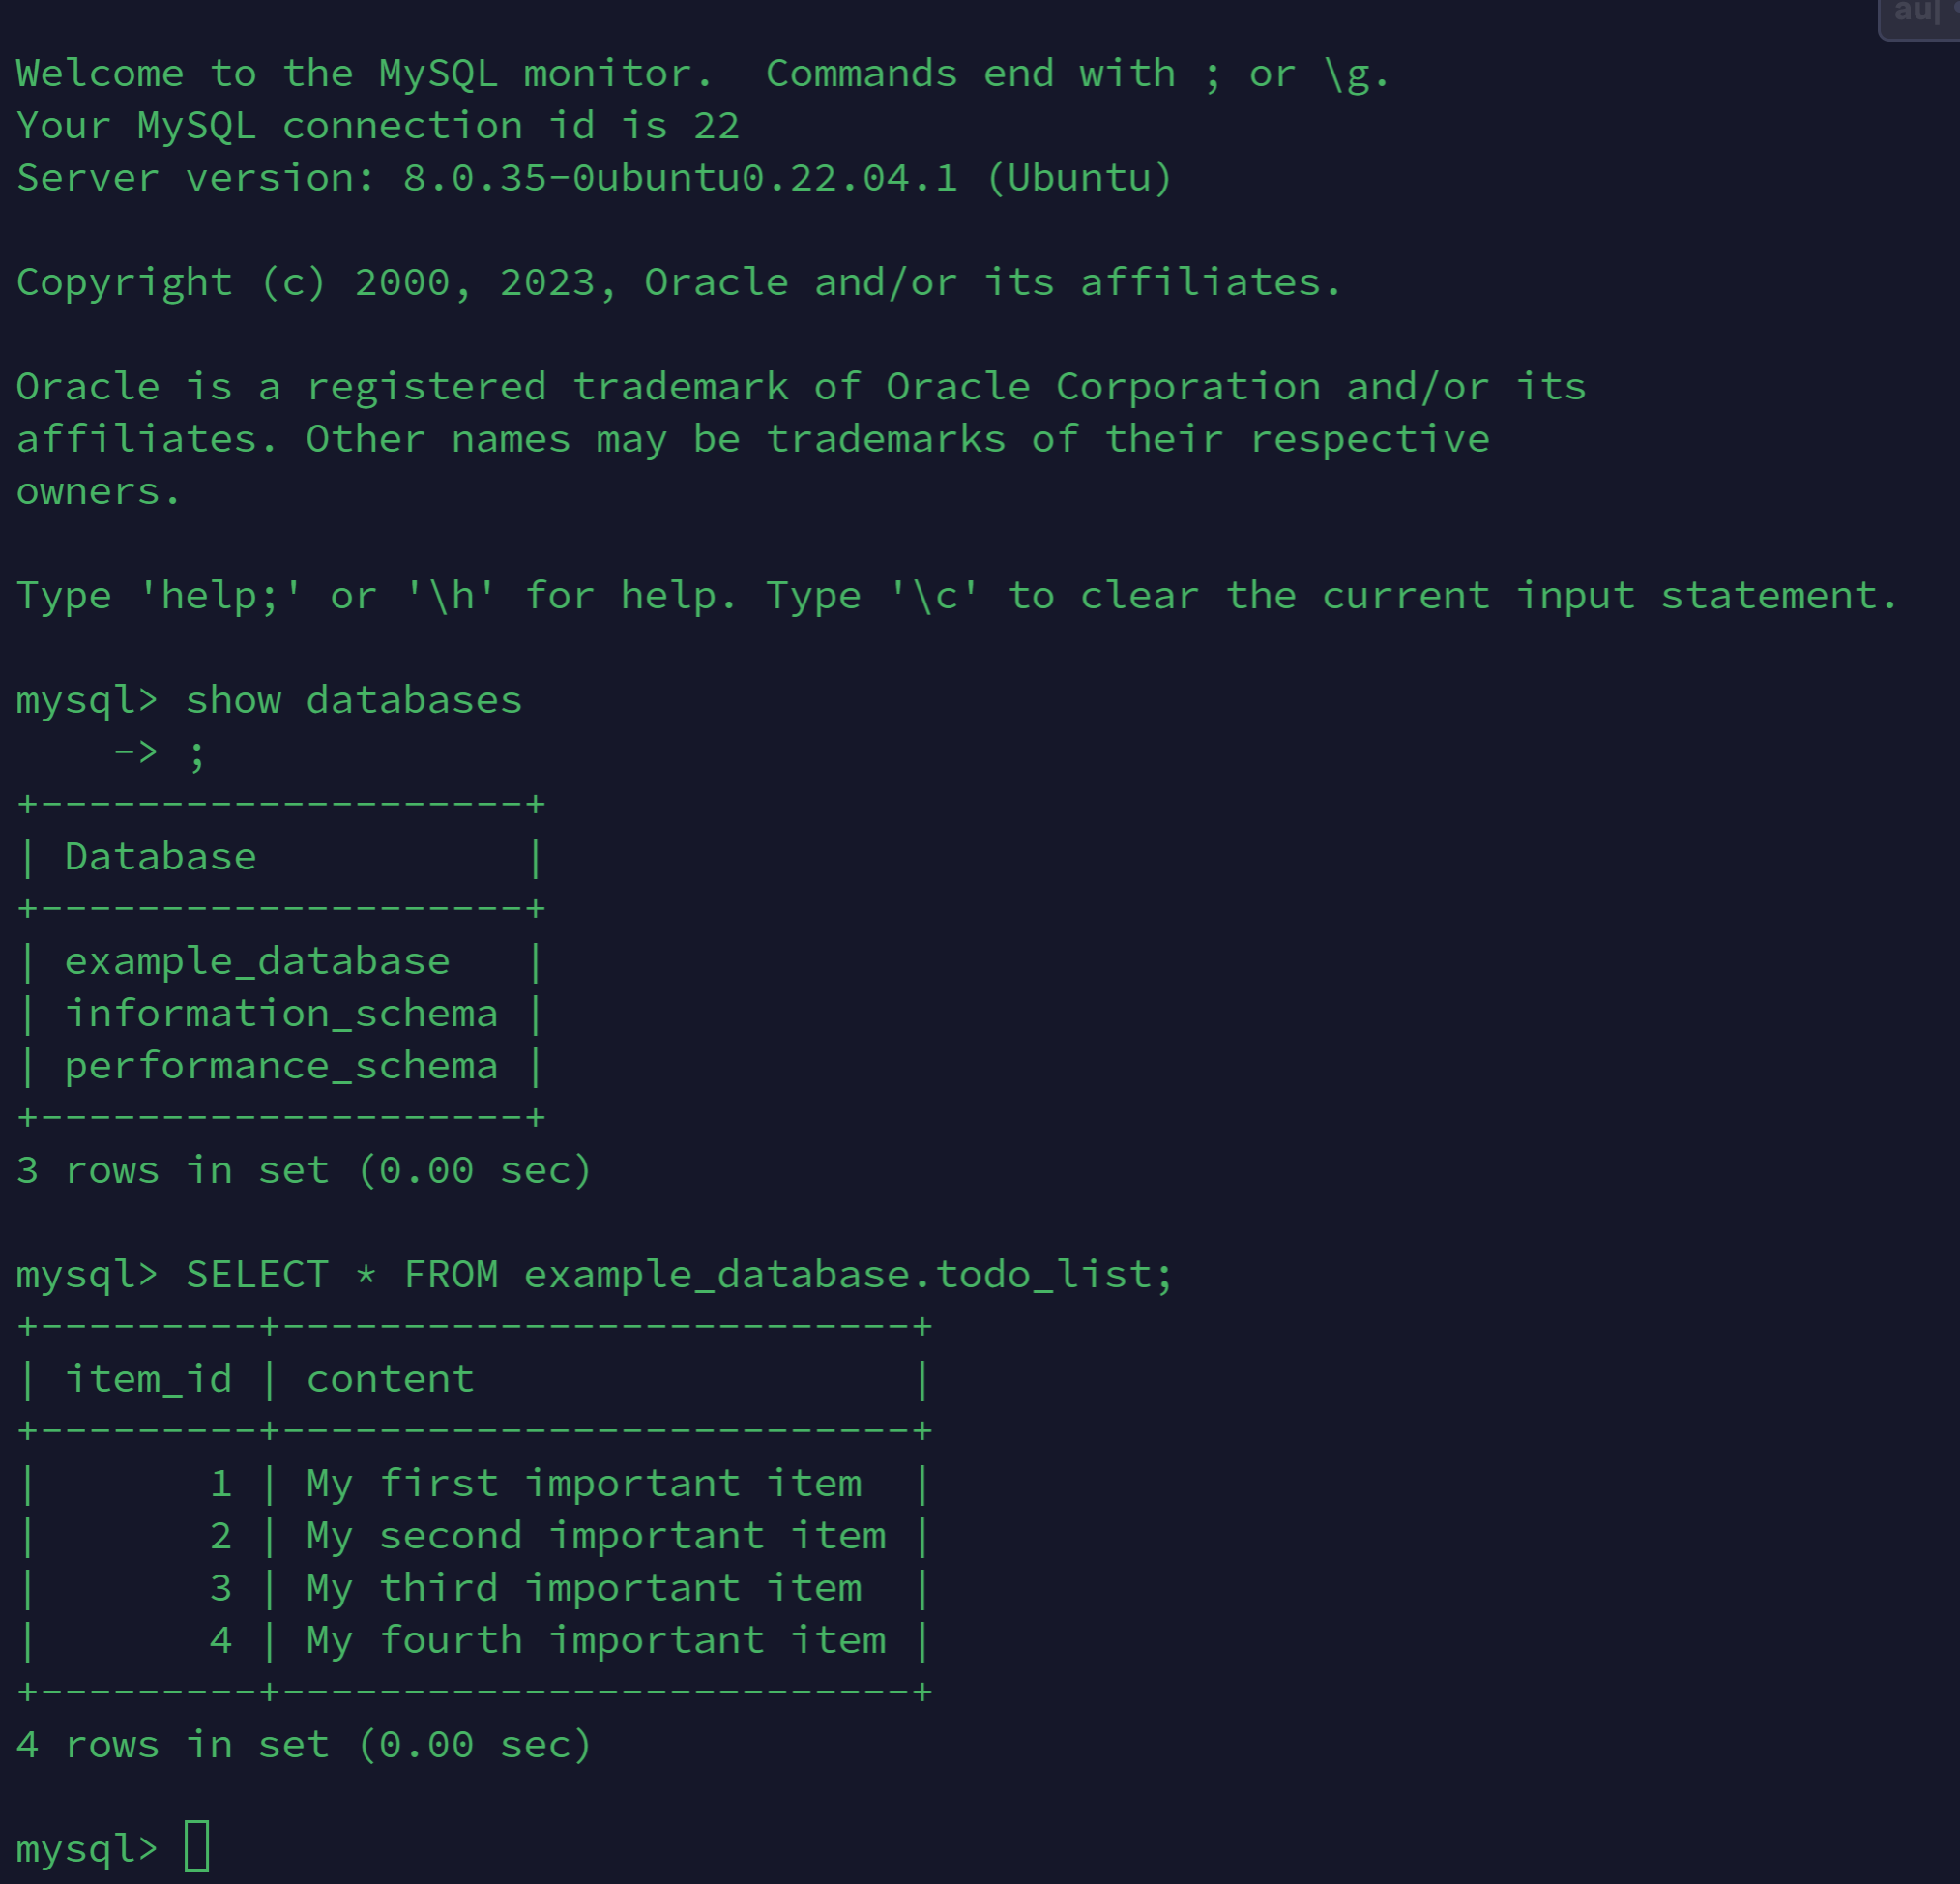 au
Welcome to the MySQL monitor.  Commands end with ; or \g.
Your MySQL connection id is 22
Server version: 8.0.35-0ubuntu0.22.04.1 (Ubuntu)
Copyright (c) 2000, 2023, Oracle and/or its affiliates.
Oracle is a registered trademark of Oracle Corporation and/or its
affiliates. Other names may be trademarks of their respective
owners.
Type 'help;' or '\h' for help. Type '\c' to clear the current input statement.
mysql> show databases
    -> ;
+--------------------+
| Database           |
+--------------------+
| example_database   |
| information_schema |
| performance_schema |
+--------------------+
3 rows in set (0.00 sec)
mysql> SELECT * FROM example_database.todo_list;
+---------+--------------------------+
| item_id | content                  |
+---------+--------------------------+
|       1 | My first important item  |
|       2 | My second important item |
|       3 | My third important item  |
|       4 | My fourth important item |
+---------+--------------------------+
4 rows in set (0.00 sec)
mysql>